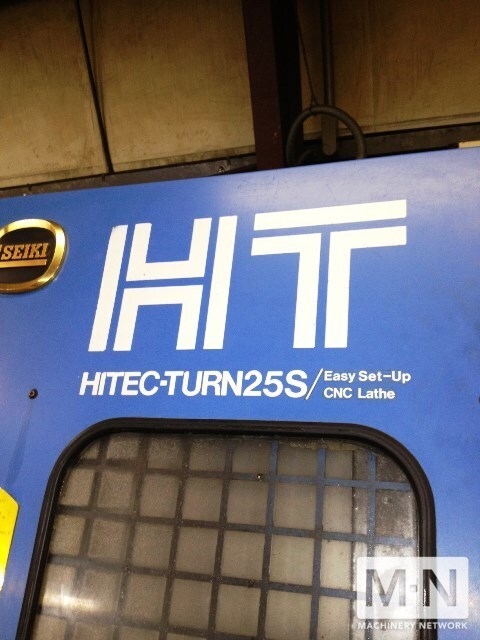 SEIKI
HT
HITEC-TURN25S/Easy Set-Up
CNC Lathe
M-N
MACHINERY NETWORK